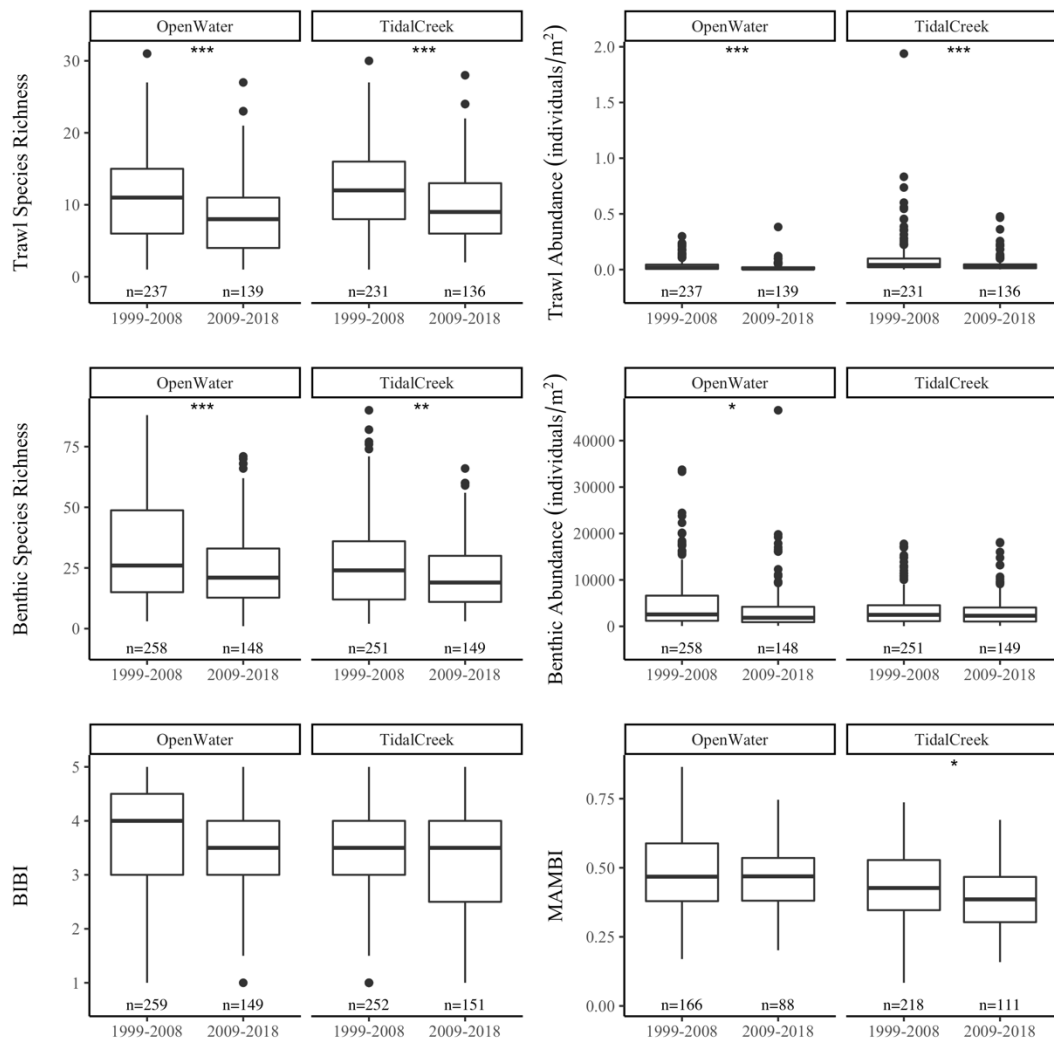 OpenWater TidalCreek
Trawl Species Richness
30
20
10
0
*** ***
n=237 n=139 n=231 n=136
1999-2008 2009-2018 1999-2008 2009-2018
OpenWater TidalCreek
Trawl Abundance (individuals/m²)
2.0
1.5
1.0
0.5
0.0
*** ***
n=237 n=139 n=231 n=136
1999-2008 2009-2018 1999-2008 2009-2018
OpenWater TidalCreek
Benthic Species Richness
75
50
25
0
*** **
n=258 n=148 n=251 n=149
1999-2008 2009-2018 1999-2008 2009-2018
OpenWater TidalCreek
Benthic Abundance (individuals/m²)
40000
30000
20000
10000
0
*
n=258 n=148 n=251 n=149
1999-2008 2009-2018 1999-2008 2009-2018
OpenWater TidalCreek
BIBI
5
4
3
2
1
n=259 n=149 n=252 n=151
1999-2008 2009-2018 1999-2008 2009-2018
OpenWater TidalCreek
MAMBI
0.75
0.50
0.25
0.00
*
n=166 n=88 n=218 n=111
1999-2008 2009-2018 1999-2008 2009-2018